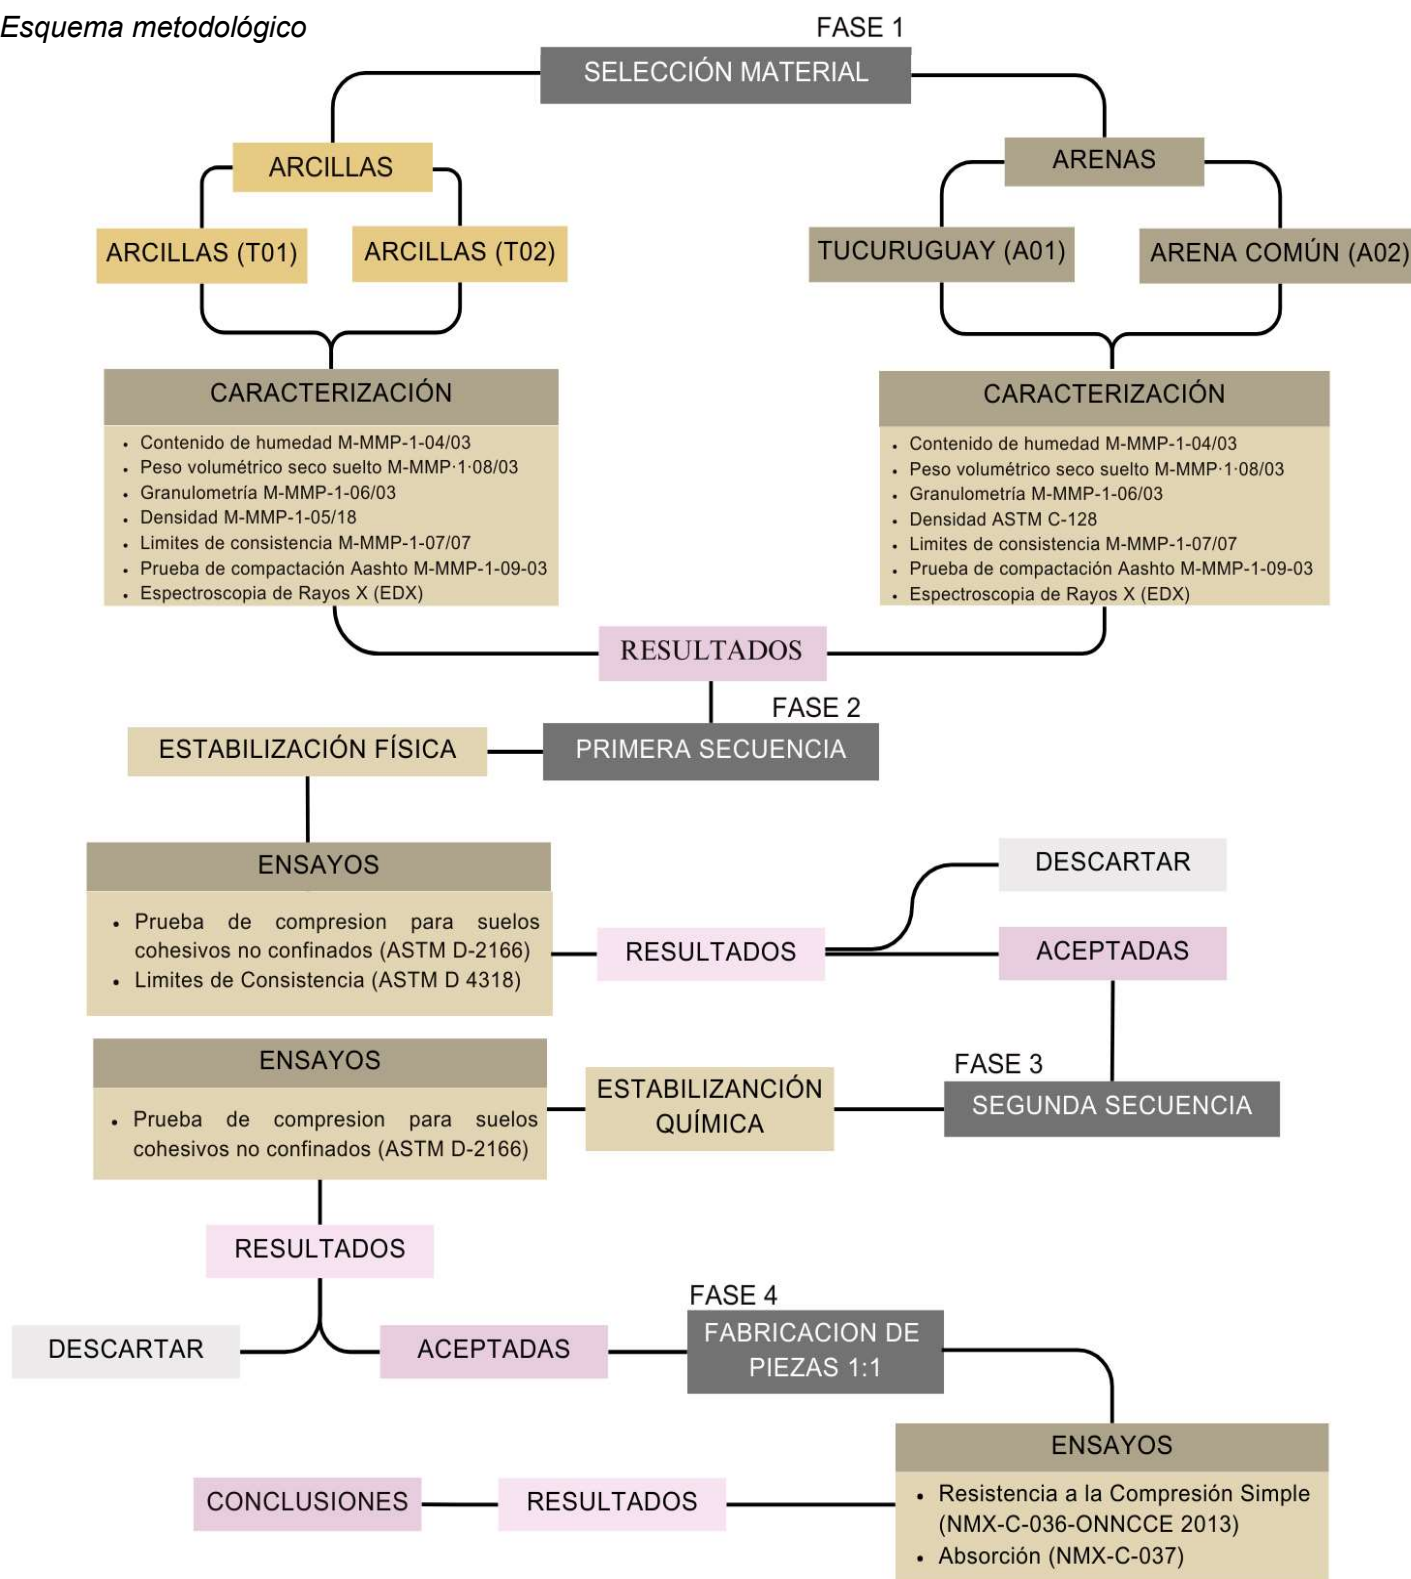 Esquema metodológico
FASE 1
SELECCIÓN MATERIAL
ARCILLAS
ARENAS
ARCILLAS (T01)
ARCILLAS (T02)
TUCURUGUAY (A01)
ARENA COMÚN (A02)
CARACTERIZACIÓN
• Contenido de humedad M-MMP-1-04/03
• Peso volumétrico seco suelto M-MMP·1·08/03
• Granulometría M-MMP-1-06/03
• Densidad M-MMP-1-05/18
• Limites de consistencia M-MMP-1-07/07
• Prueba de compactación Aashto M-MMP-1-09-03
• Espectroscopia de Rayos X (EDX)
CARACTERIZACIÓN
• Contenido de humedad M-MMP-1-04/03
• Peso volumétrico seco suelto M-MMP·1·08/03
• Granulometría M-MMP-1-06/03
• Densidad ASTM C-128
• Limites de consistencia M-MMP-1-07/07
• Prueba de compactación Aashto M-MMP-1-09-03
• Espectroscopia de Rayos X (EDX)
RESULTADOS
FASE 2
PRIMERA SECUENCIA
ESTABILIZACIÓN FÍSICA
ENSAYOS
• Prueba de compresion para suelos
cohesivos no confinados (ASTM D-2166)
• Limites de Consistencia (ASTM D 4318)
RESULTADOS
DESCARTAR
ACEPTADAS
FASE 3
SEGUNDA SECUENCIA
ESTABILIZANCIÓN
QUÍMICA
ENSAYOS
• Prueba de compresion para suelos
cohesivos no confinados (ASTM D-2166)
RESULTADOS
DESCARTAR
ACEPTADAS
FASE 4
FABRICACION DE
PIEZAS 1:1
ENSAYOS
• Resistencia a la Compresión Simple
(NMX-C-036-ONNCCE 2013)
• Absorción (NMX-C-037)
RESULTADOS
CONCLUSIONES